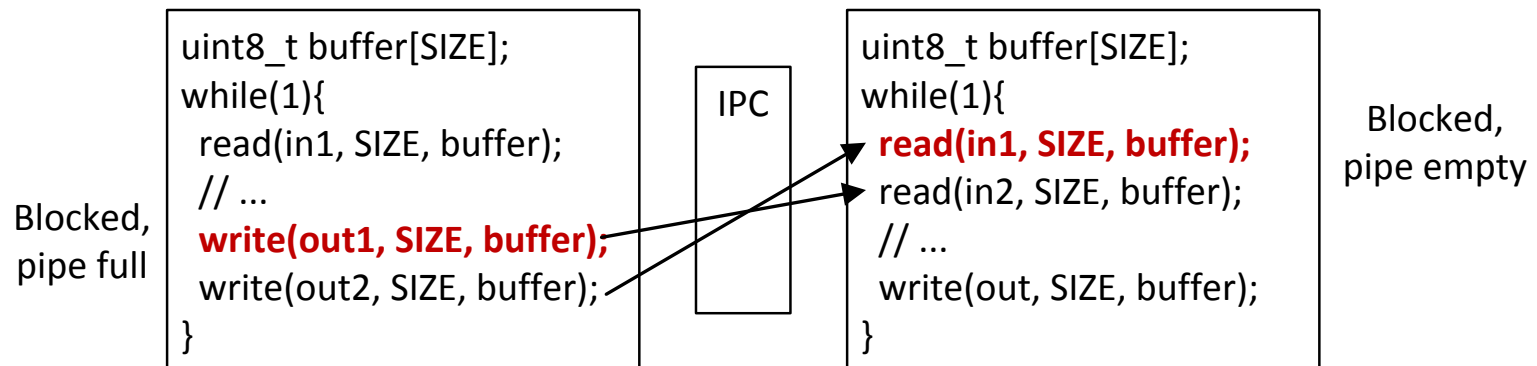 Blocked,
pipe full
uint8_t buffer[SIZE];
while(1){
read(in1, SIZE, buffer);
// ...
write(out1, SIZE, buffer);
write(out2, SIZE, buffer);
}
IPC
uint8_t buffer[SIZE];
while(1){
read(in1, SIZE, buffer);
read(in2, SIZE, buffer);
// ...
write(out, SIZE, buffer);
}
Blocked,
pipe empty